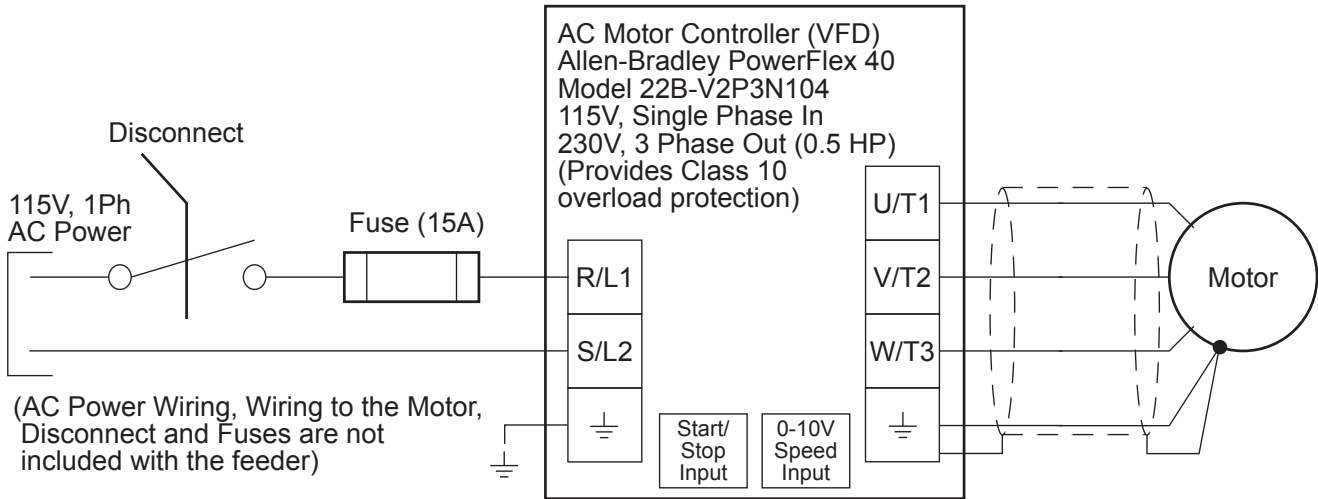 AC Motor Controller (VFD)
Allen-Bradley PowerFlex 40
Model 22B-V2P3N104
115V, Single Phase In
230V, 3 Phase Out (0.5 HP)
(Provides Class 10
overload protection)
Disconnect
115V, 1Ph
AC Power
Fuse (15A)
R/L1
S/L2
U/T1
V/T2
W/T3
Motor
(AC Power Wiring, Wiring to the Motor,
Disconnect and Fuses are not
included with the feeder)
Start/
Stop
Input
0-10V
Speed
Input